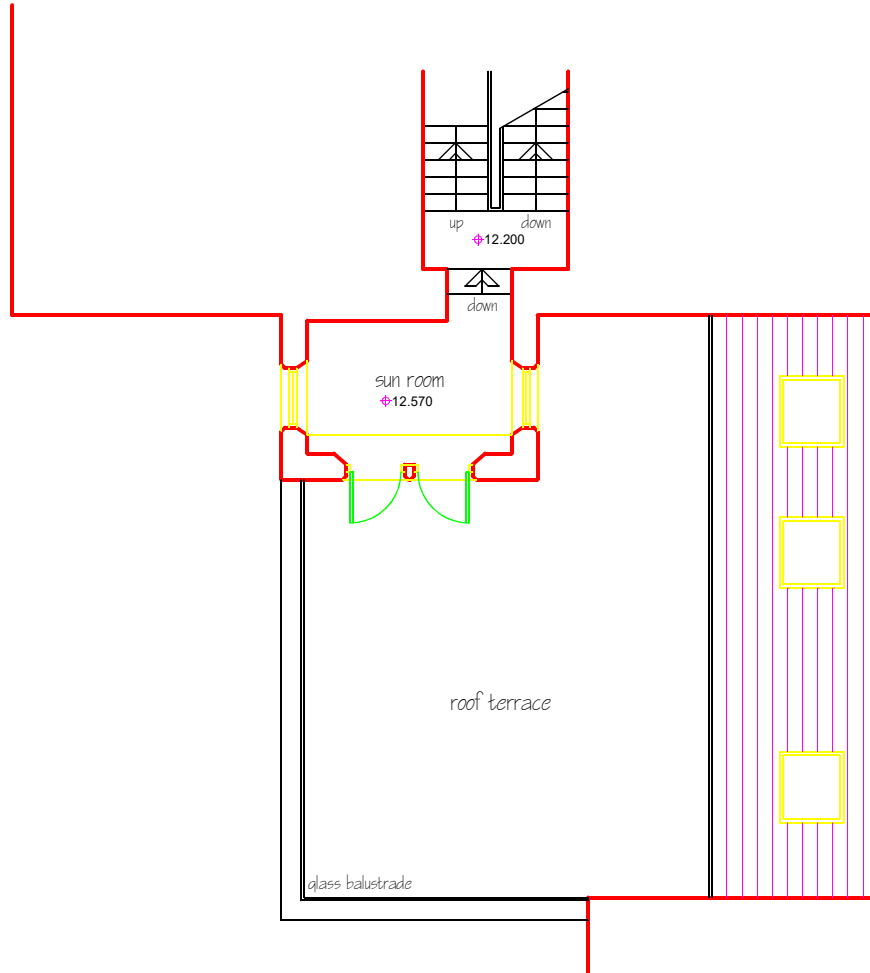 up
down
12.200
down
sun room
12.570
roof terrace
glass balustrade